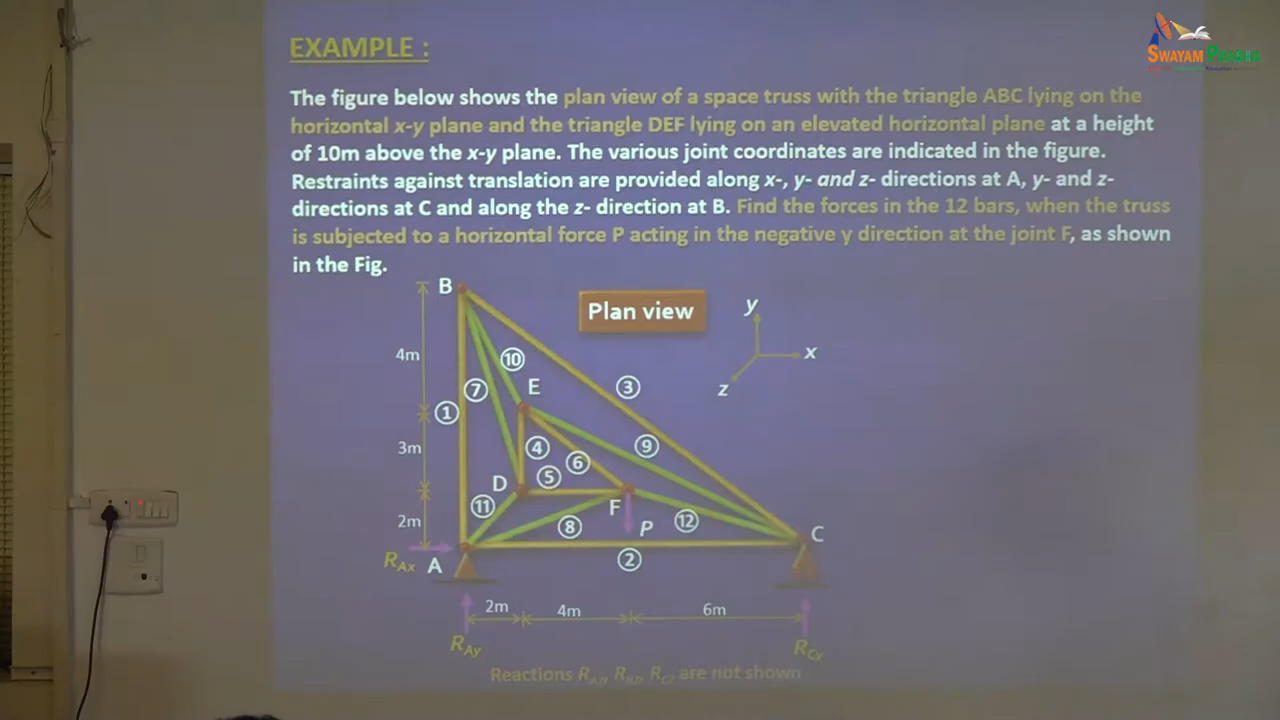 SWAYAM PRABHA
EXAMPLE :
The figure below shows the plan view of a space truss with the triangle ABC lying on the
horizontal x-y plane and the triangle DEF lying on an elevated horizontal plane at a height
of 10m above the x-y plane. The various joint coordinates are indicated in the figure.
Restraints against translation are provided along x-, y- and z- directions at A, y- and z-
directions at C and along the z- direction at B. Find the forces in the 12 bars, when the truss
is subjected to a horizontal force P acting in the negative y direction at the joint F, as shown
in the Fig.
B
Plan view
y
x
z
4m
10
7
E
3
1
3m
4
6
9
D
5
11
F
2m
8
P
12
C
RAx
A
2
2m
4m
6m
RAy
RCy
Reactions RAz, RBz, RCz are not shown